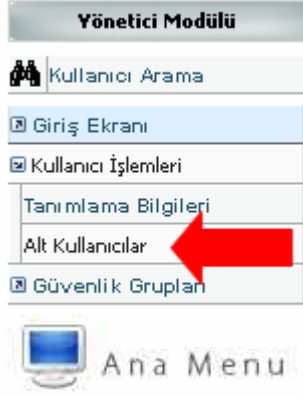 Yönetici Modülü
Kullanıcı Arama
Giriş Ekranı
Kullanıcı İşlemleri
Tanımlama Bilgileri
Alt Kullanıcılar
Güvenlik Grupları
Ana Menu